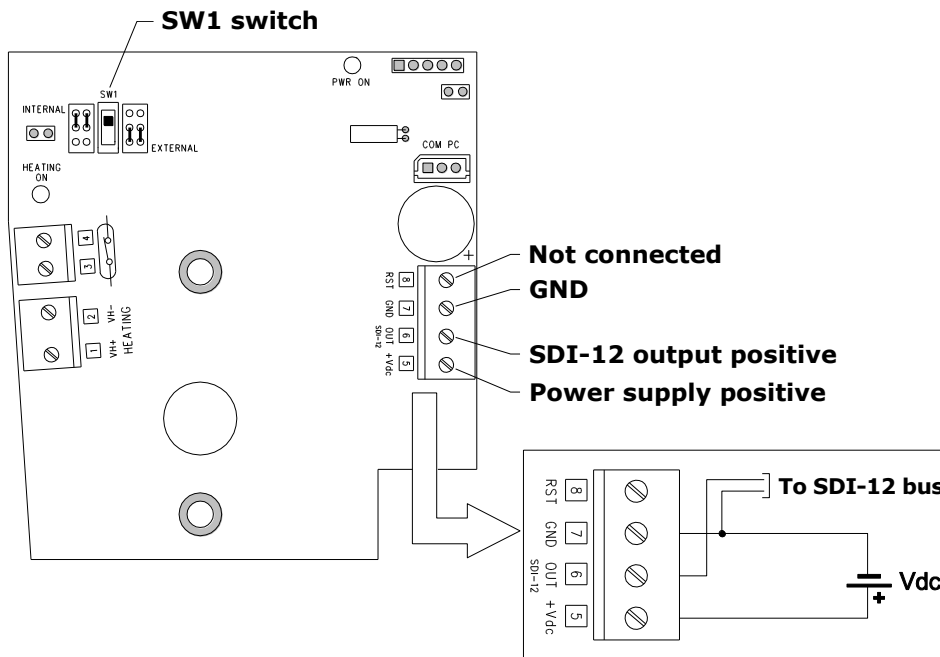 SW1 switch
PWR ON
SW1
INTERNAL
EXTERNAL
COM PC
HEATING
ON
4
3
+
RST 8
GND 7
OUT 6
SDI-12
+Vdc 5
Not connected
GND
SDI-12 output positive
Power supply positive
2 VH-
1 VH+
HEATING
RST 8
GND 7
OUT 6
SDI-12
+Vdc 5
To SDI-12 bus
Vdc
+